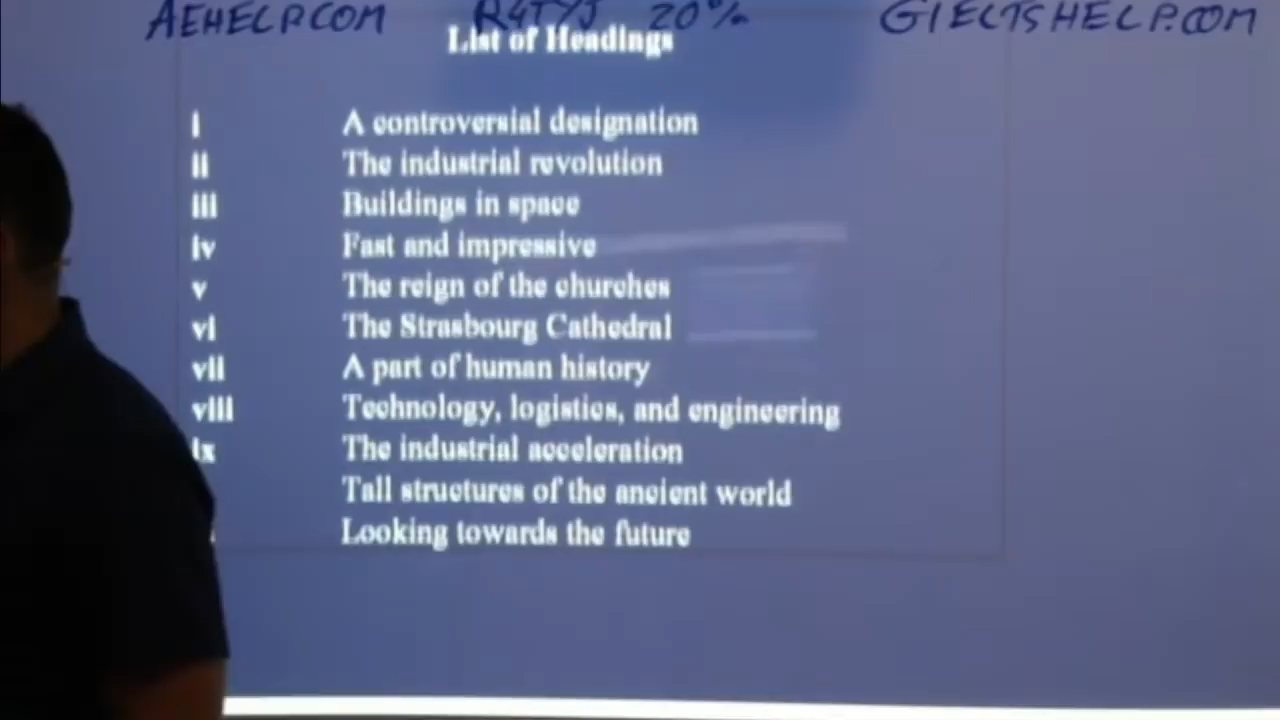 AEHELP.COM R4TYJ 20% GIELTSHELP.COM
List of Headings
i A controversial designation
ii The industrial revolution
iii Buildings in space
iv Fast and impressive
v The reign of the churches
vi The Strasbourg Cathedral
vii A part of human history
viii Technology, logistics, and engineering
ix The industrial acceleration
Tall structures of the ancient world
Looking towards the future